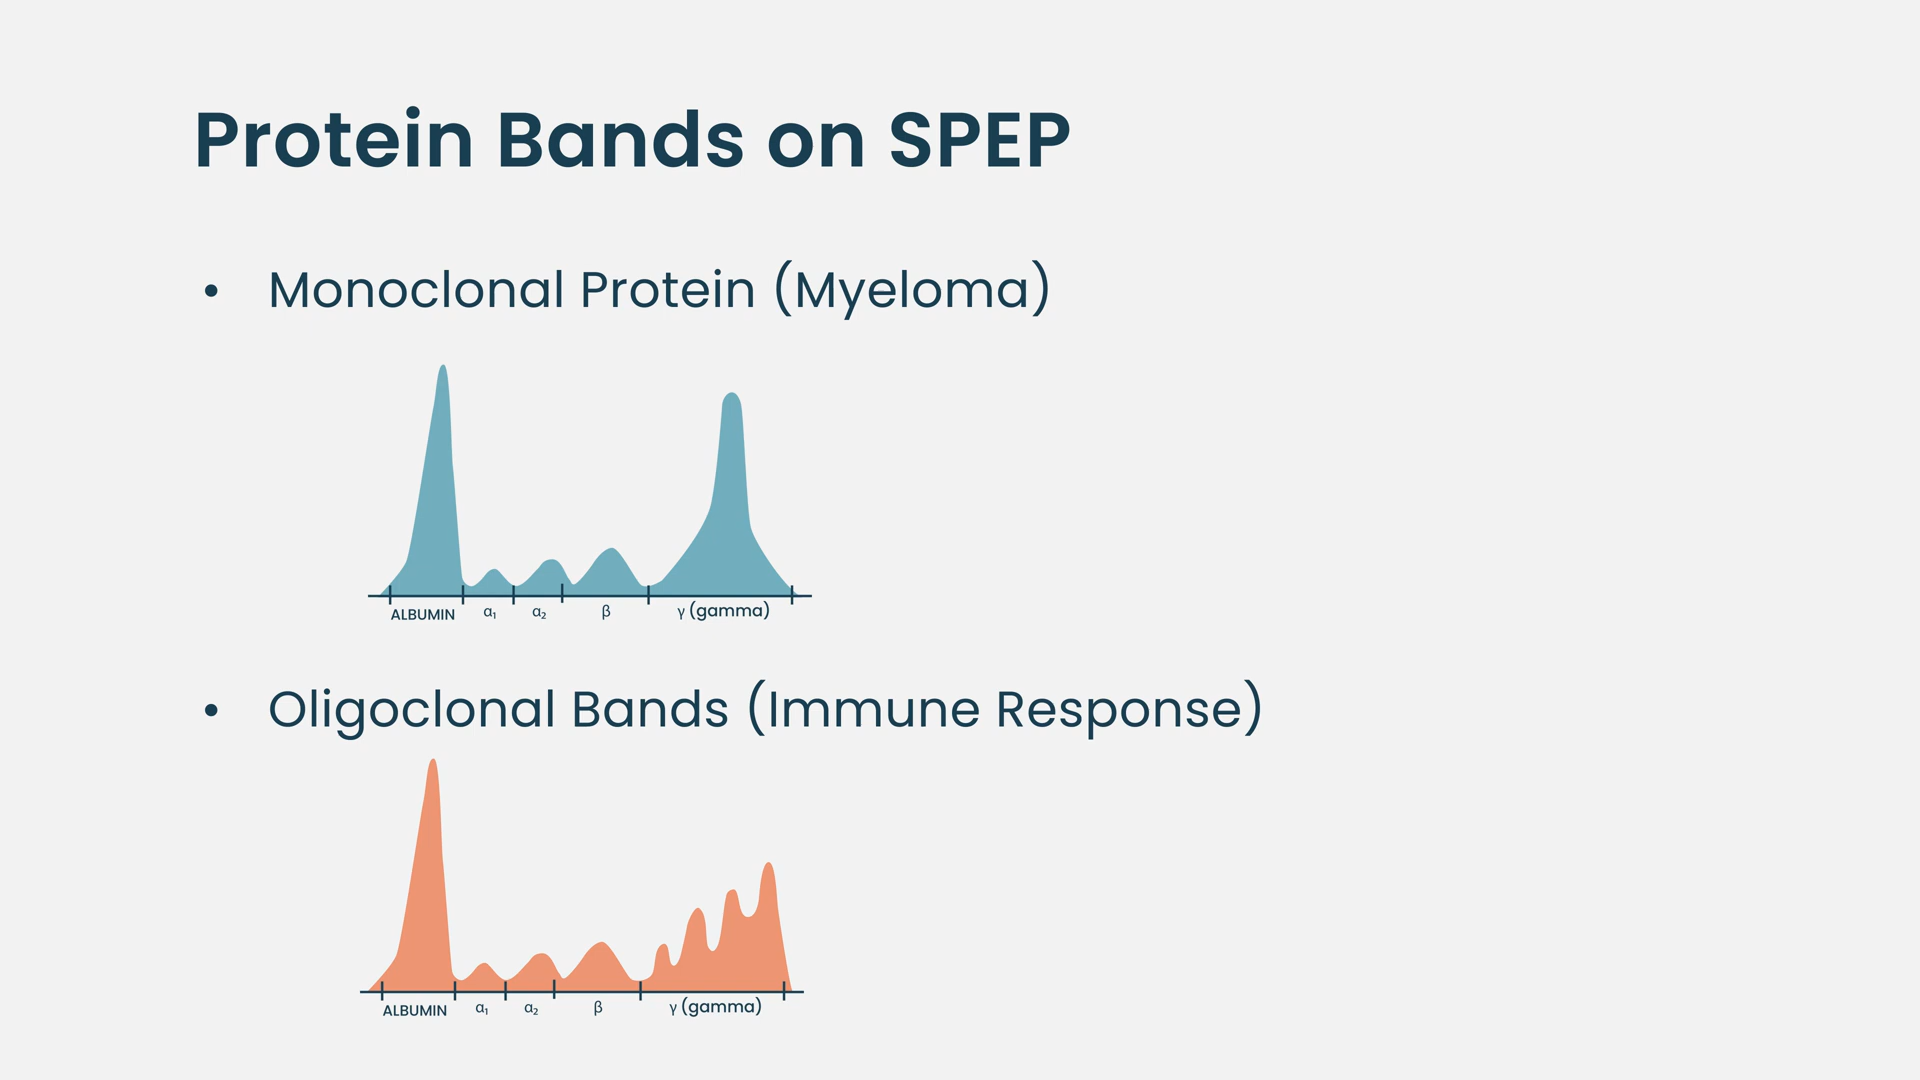 Protein Bands on SPEP
• Monoclonal Protein (Myeloma)
ALBUMIN α₁ α₂ β γ (gamma)
• Oligoclonal Bands (Immune Response)
ALBUMIN α₁ α₂ β γ (gamma)